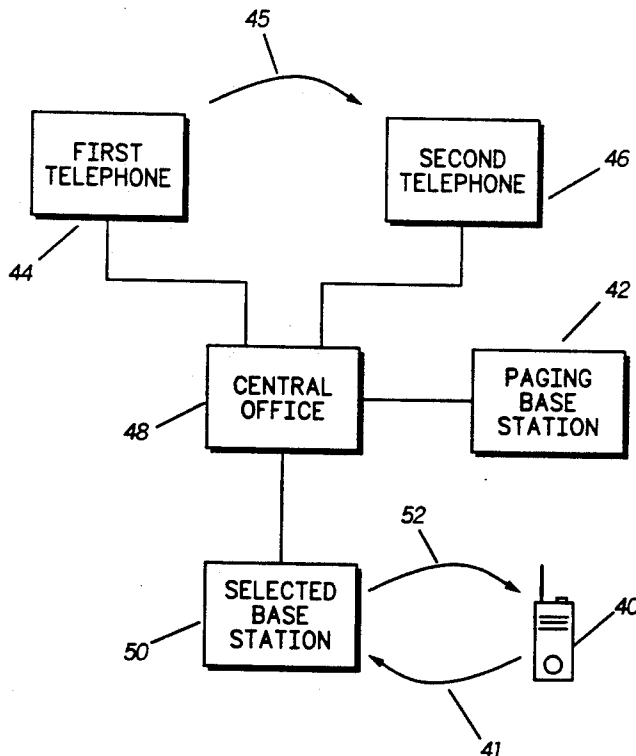 45
FIRST
TELEPHONE
SECOND
TELEPHONE
46
44
42
CENTRAL
OFFICE
48
PAGING
BASE
STATION
52
SELECTED
BASE
STATION
50
40
41